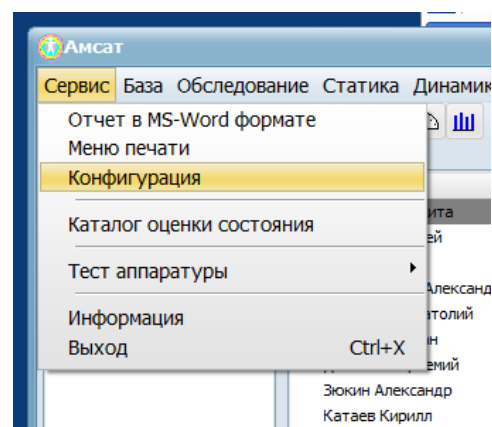 Амсат
Сервис База Обследование Статика Динамик
Отчет в MS-Word формате
Меню печати
Конфигурация
Каталог оценки состояния
Тест аппаратуры
Информация
Выход Ctrl+X
ита
ей
Александ
атолий
ан
емий
Зюкин Александр
Катаев Кирилл